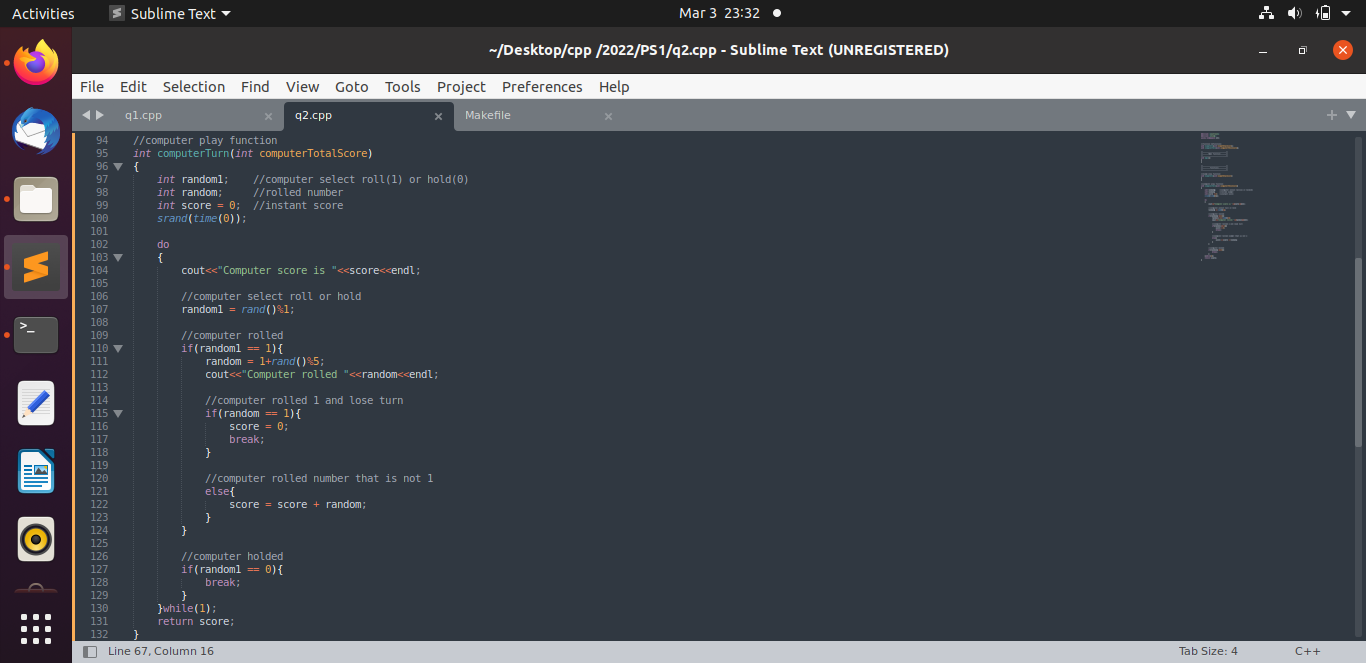 Activities Sublime Text Mar 3 23:32
~/Desktop/cpp /2022/PS1/q2.cpp - Sublime Text (UNREGISTERED)
File Edit Selection Find View Goto Tools Project Preferences Help
q1.cpp q2.cpp Makefile
94 //computer play function
95 int computerTurn(int computerTotalScore)
96 {
97 int random1; //computer select roll(1) or hold(0)
98 int random; //rolled number
99 int score = 0; //instant score
100 srand(time(0));
101
102 do
103 {
104 cout<<"Computer score is "<<score<<endl;
105
106 //computer select roll or hold
107 random1 = rand()%1;
108
109 //computer rolled
110 if(random1 == 1){
111 random = 1+rand()%5;
112 cout<<"Computer rolled "<<random<<endl;
113
114 //computer rolled 1 and lose turn
115 if(random == 1){
116 score = 0;
117 break;
118 }
119
120 //computer rolled number that is not 1
121 else{
122 score = score + random;
123 }
124 }
125
126 //computer holded
127 if(random1 == 0){
128 break;
129 }
130 }while(1);
131 return score;
132 }
Line 67, Column 16 Tab Size: 4 C++